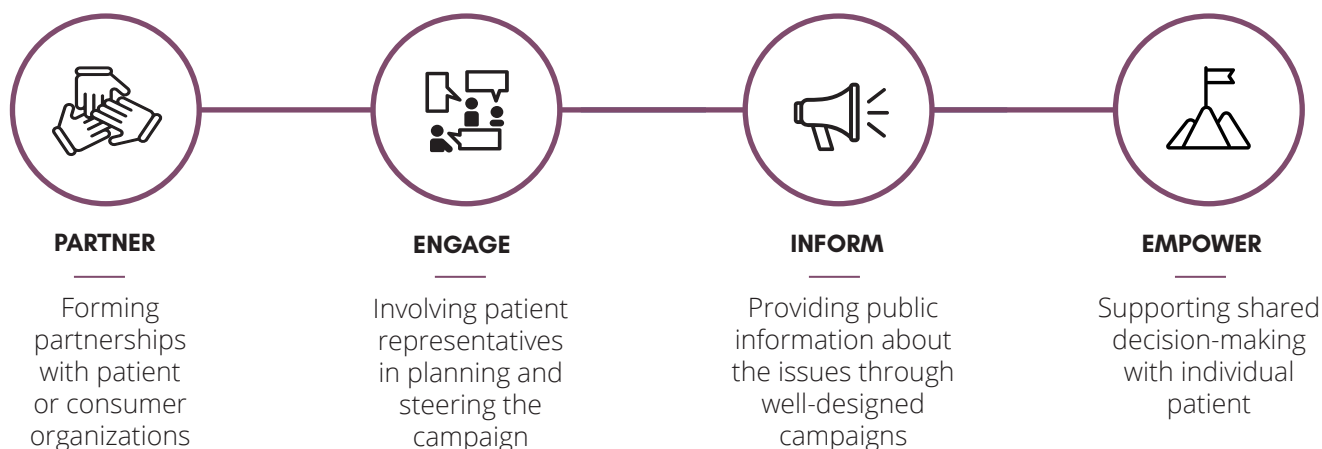 PARTNER
Forming
partnerships
with patient
or consumer
organizations
ENGAGE
Involving patient
representatives
in planning and
steering the
campaign
INFORM
Providing public
information about
the issues through
well-designed
campaigns
EMPOWER
Supporting shared
decision-making
with individual
patient